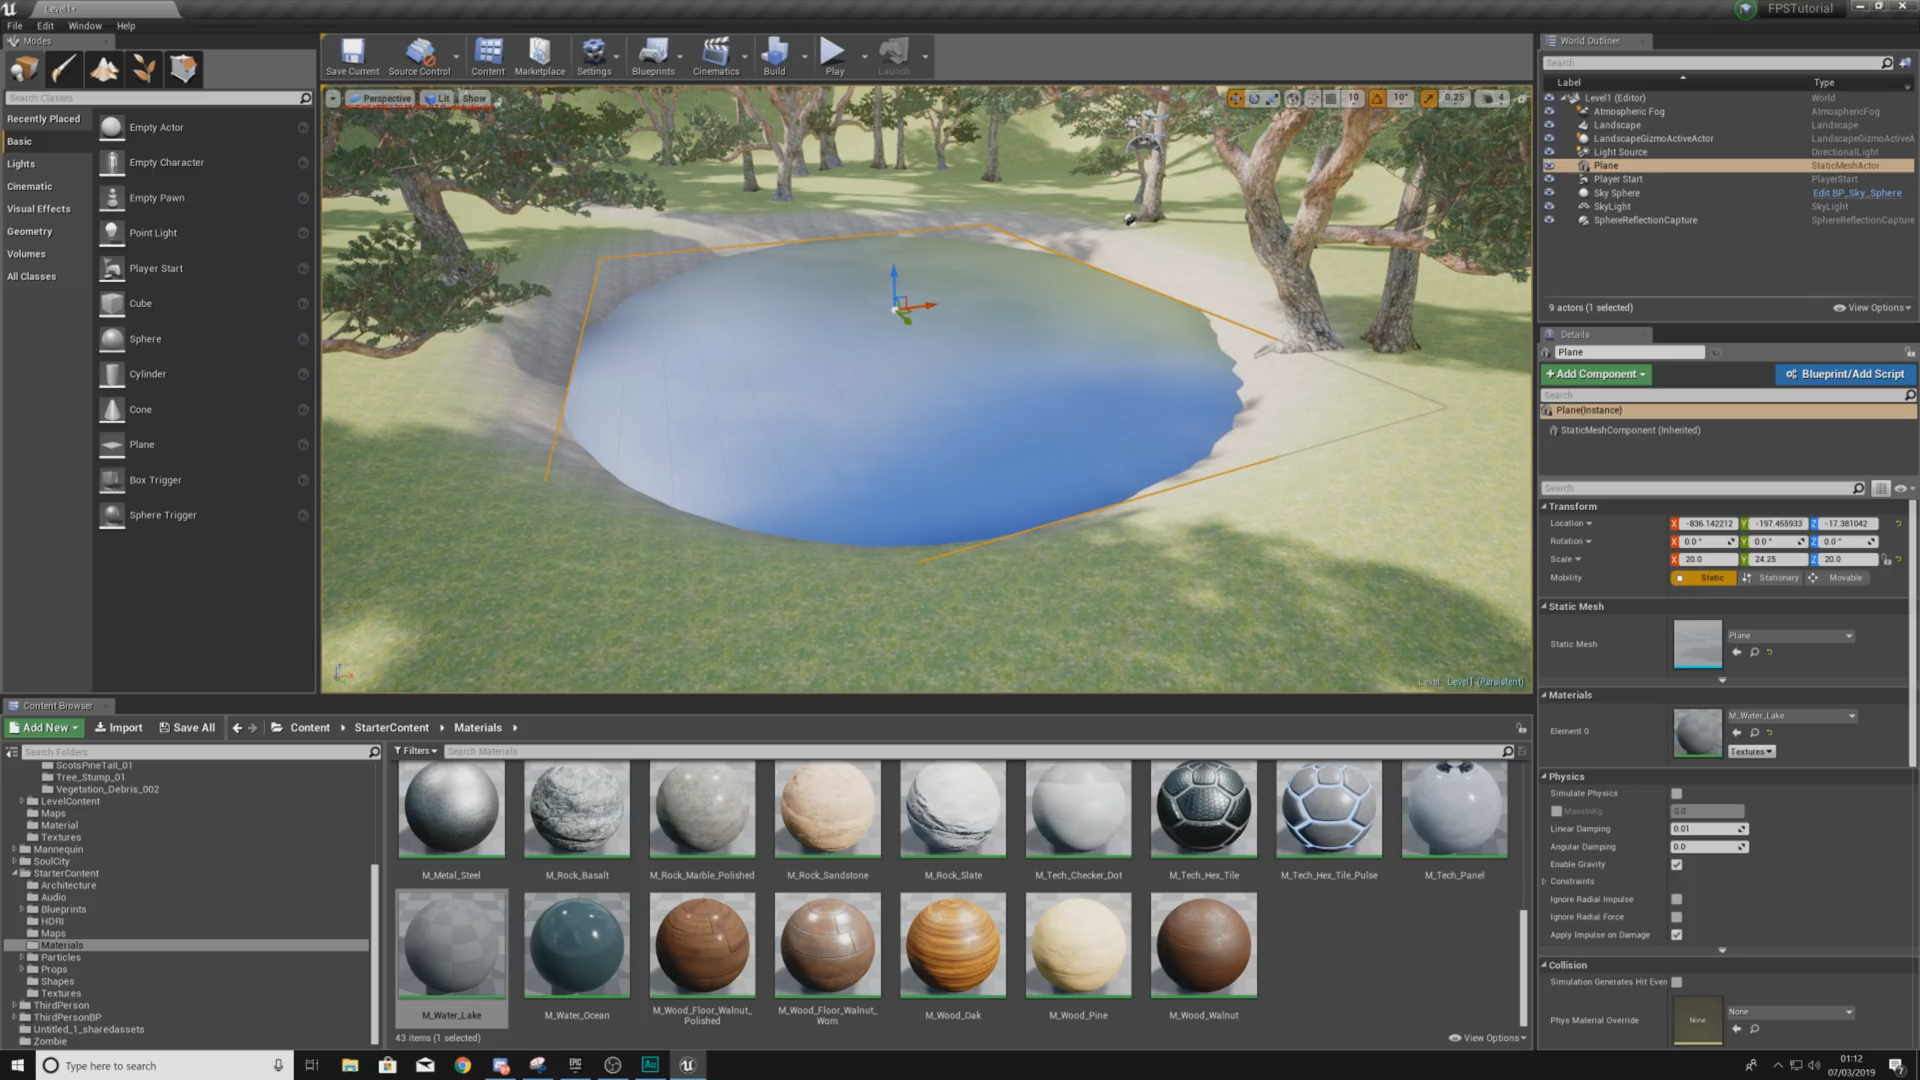 Level1*
FPSTutorial
File Edit Window Help
Modes
Search Classes
Recently Placed
Basic
Lights
Cinematic
Visual Effects
Geometry
Volumes
All Classes
Empty Actor
Empty Character
Empty Pawn
Point Light
Player Start
Cube
Sphere
Cylinder
Cone
Plane
Box Trigger
Sphere Trigger
Save Current Source Control Content Marketplace Settings Blueprints Cinematics Build Play Launch
Perspective Lit Show
10 10° 0.25 4
Level: Level1 (Persistent)
World Outliner
Search
Label Type
Level1 (Editor) World
Atmospheric Fog AtmosphericFog
Landscape Landscape
LandscapeGizmoActiveActor LandscapeGizmoActiveA
Light Source DirectionalLight
Plane StaticMeshActor
Player Start PlayerStart
Sky Sphere Edit BP_Sky_Sphere
SkyLight SkyLight
SphereReflectionCapture SphereReflectionCapture
9 actors (1 selected) View Options
Details
Plane
+Add Component Blueprint/Add Script
Search
Plane(Instance)
StaticMeshComponent (Inherited)
Search
Transform
Location X -836.142212 Y -197.455933 Z -17.381042
Rotation X 0.0 ° Y 0.0 ° Z 0.0 °
Scale X 20.0 Y 24.25 Z 20.0
Mobility Static Stationary Movable
Static Mesh
Static Mesh Plane
Materials
Element 0 M_Water_Lake
Textures
Physics
Simulate Physics
MassInKg 0.0
Linear Damping 0.01
Angular Damping 0.0
Enable Gravity
Constraints
Ignore Radial Impulse
Ignore Radial Force
Apply Impulse on Damage
Collision
Simulation Generates Hit Even
Phys Material Override None None
Content Browser
Add New Import Save All Content StarterContent Materials
Search Folders
ScotsPineTall_01
Tree_Stump_01
Vegetation_Debris_002
LevelContent
Maps
Material
Textures
Mannequin
SoulCity
StarterContent
Architecture
Audio
Blueprints
HDRI
Maps
Materials
Particles
Props
Shapes
Textures
ThirdPerson
ThirdPersonBP
Untitled_1_sharedassets
Zombie
Filters Search Materials
M_Metal_Steel M_Rock_Basalt M_Rock_Marble_Polished M_Rock_Sandstone M_Rock_Slate M_Tech_Checker_Dot M_Tech_Hex_Tile M_Tech_Hex_Tile_Pulse M_Tech_Panel
M_Water_Lake M_Water_Ocean M_Wood_Floor_Walnut_Polished M_Wood_Floor_Walnut_Worn M_Wood_Oak M_Wood_Pine M_Wood_Walnut
43 items (1 selected) View Options
Type here to search
EPIC
Au
01:12
07/03/2019